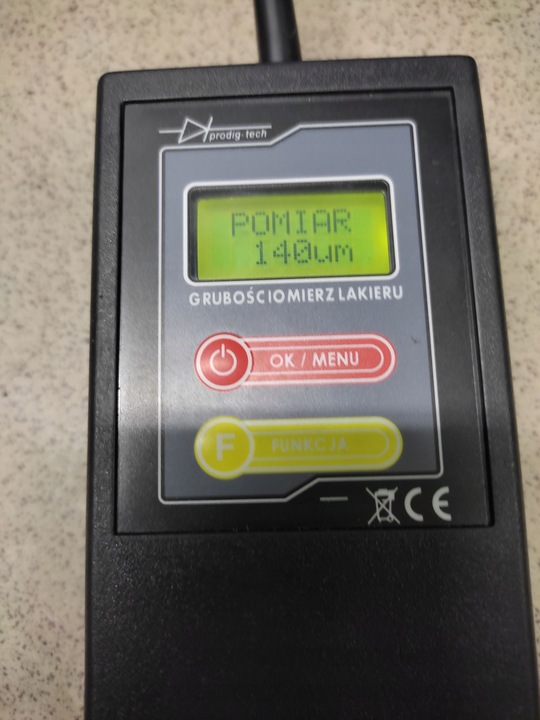 prodig-tech
POMIAR
140um
GRUBOŚCIOMIERZ LAKIERU
OK / MENU
F FUNKCJA
CE